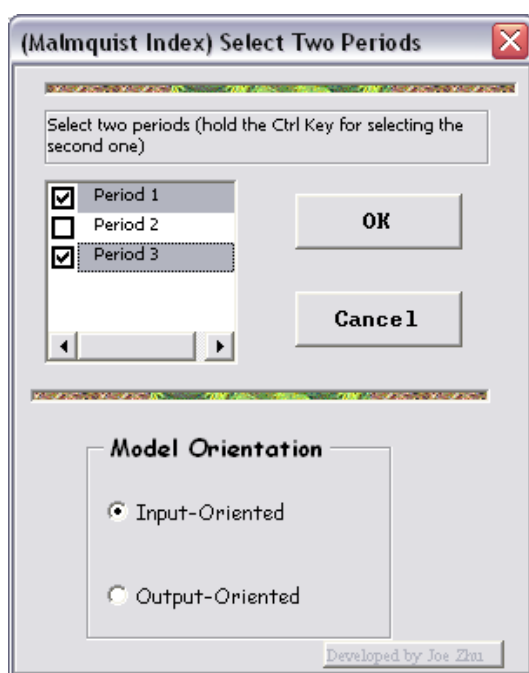 (Malmquist Index) Select Two Periods
Select two periods (hold the Ctrl Key for selecting the
second one)
Period 1
Period 2
Period 3
OK
Cancel
Model Orientation
Input-Oriented
Output-Oriented
Developed by Joe Zhu